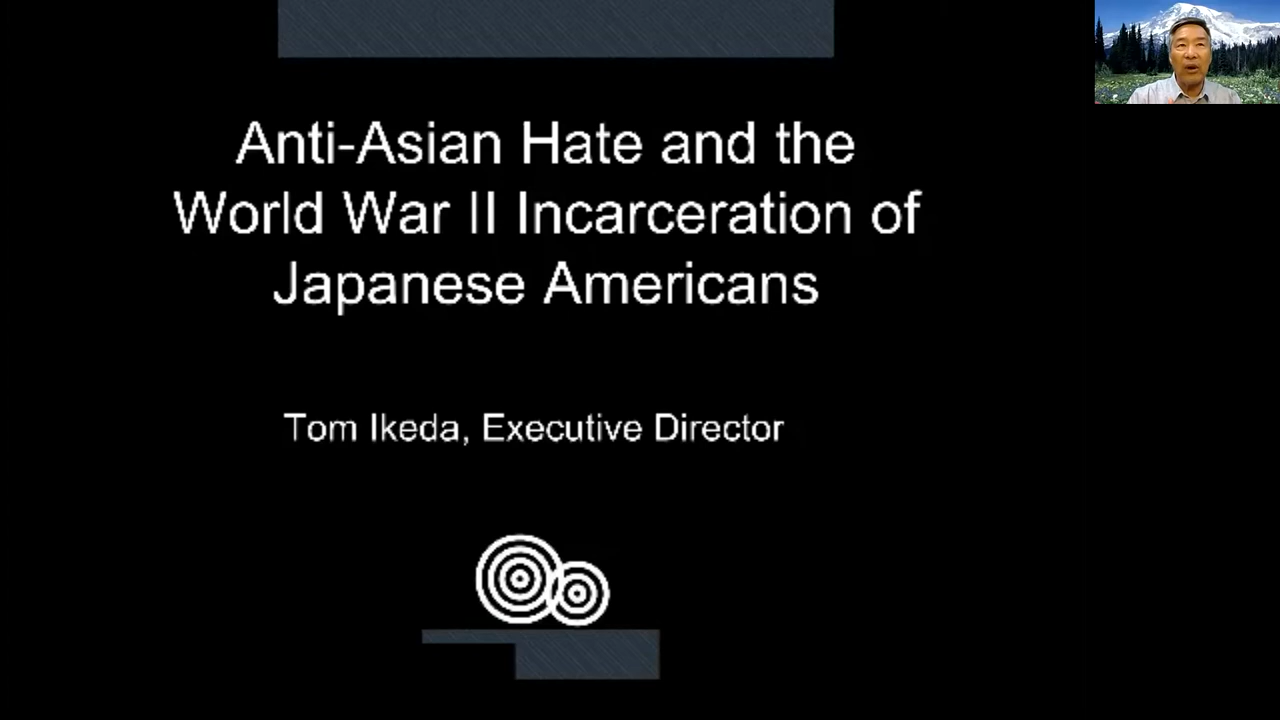 Anti-Asian Hate and the
World War II Incarceration of
Japanese Americans
Tom Ikeda, Executive Director